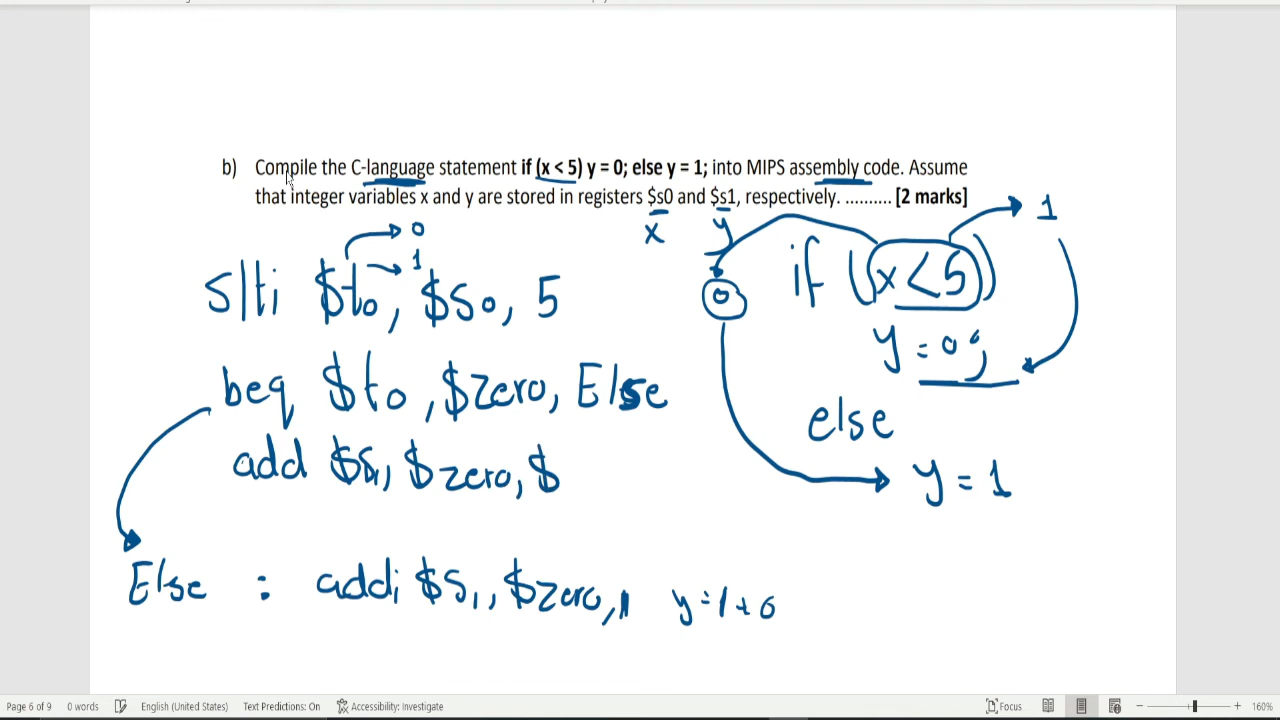 b) Compile the C-language statement if (x < 5) y = 0; else y = 1; into MIPS assembly code. Assume
that integer variables x and y are stored in registers $s0 and $s1, respectively. .......... [2 marks]
x y
0
1
slti $t0, $s0, 5
beq $t0, $zero, Else
add $s1, $zero, $
Else : addi $s1, $zero, 1 y=1+0
1
0
if (x<5)
y = 0;
else
y = 1
Page 6 of 9 0 words English (United States) Text Predictions: On Accessibility: Investigate Focus 160%